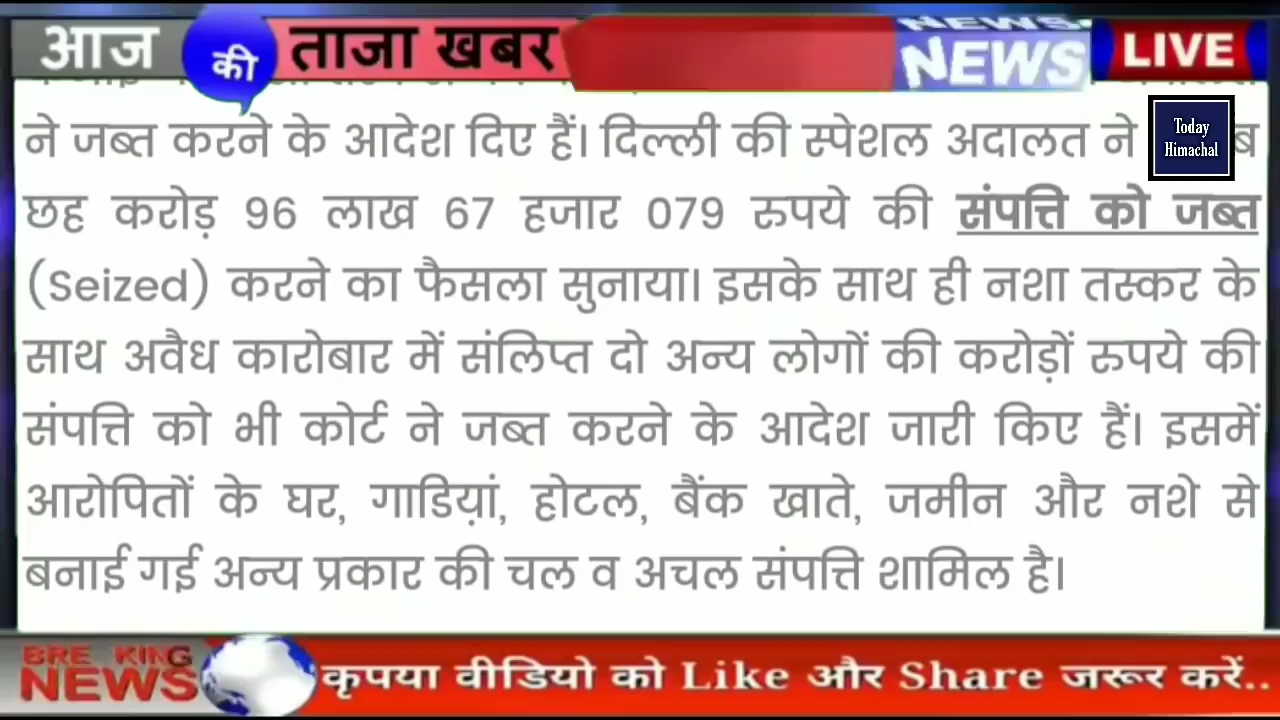 आज की ताजा खबर
NEWS
NEWS
LIVE
Today
Himachal
ने जब्त करने के आदेश दिए हैं। दिल्ली की स्पेशल अदालत ने
छह करोड़ 96 लाख 67 हजार 079 रुपये की संपत्ति को जब्त
(Seized) करने का फैसला सुनाया। इसके साथ ही नशा तस्कर के
साथ अवैध कारोबार में संलिप्त दो अन्य लोगों की करोड़ों रुपये की
संपत्ति को भी कोर्ट ने जब्त करने के आदेश जारी किए हैं। इसमें
आरोपितों के घर, गाडिय़ां, होटल, बैंक खाते, जमीन और नशे से
बनाई गई अन्य प्रकार की चल व अचल संपत्ति शामिल है।
BRE KING
NEWS
कृपया वीडियो को Like और Share जरूर करें..